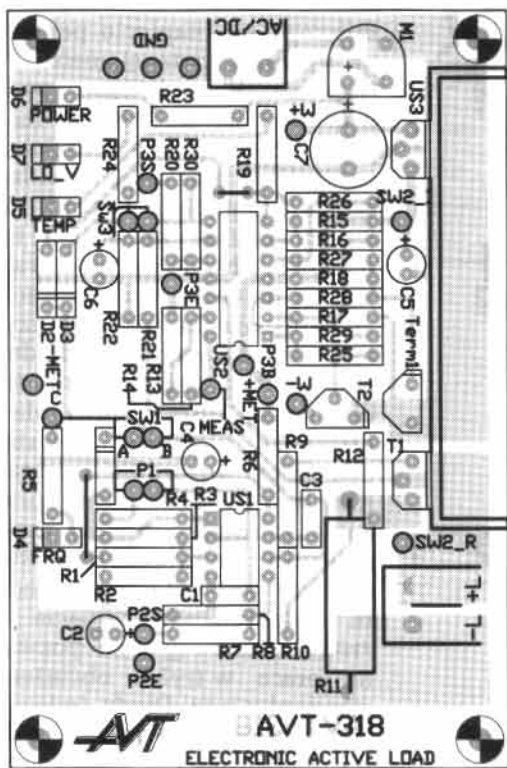 GND
AC/DC
M1
D6
POWER
R23
US3
M+
C7
D7
LO_V
R24
P3S
R20
R30
R19
D5
TEMP
SW3
R26
R15
R16
R27
R18
R28
R17
R29
R25
SW2_
C6
C5
P3E
R22
R21
D2
D3
-MET
R14
R13
US2
+MET
P3B
M-
T2
Term1
SW1
A B
C4
MEAS
R5
R6
R9
R12
T1
P1
R4
R3
US1
C3
D4
FRQ
R1
R2
SW2_R
C1
C2
P2S
P2E
R7
R8
R10
R11
L+
L-
AVT
AVT-318
ELECTRONIC ACTIVE LOAD